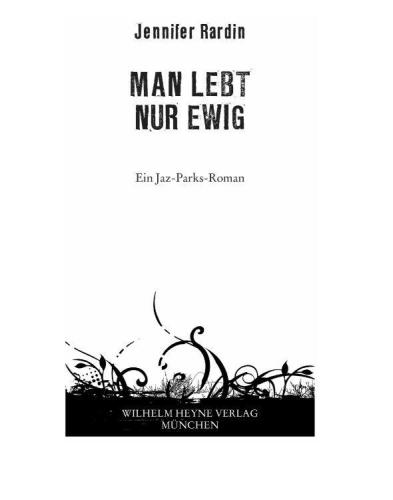 Jennifer Rardin
MAN LEBT
NUR EWIG
Ein Jaz-Parks-Roman
WILHELM HEYNE VERLAG
MÜNCHEN